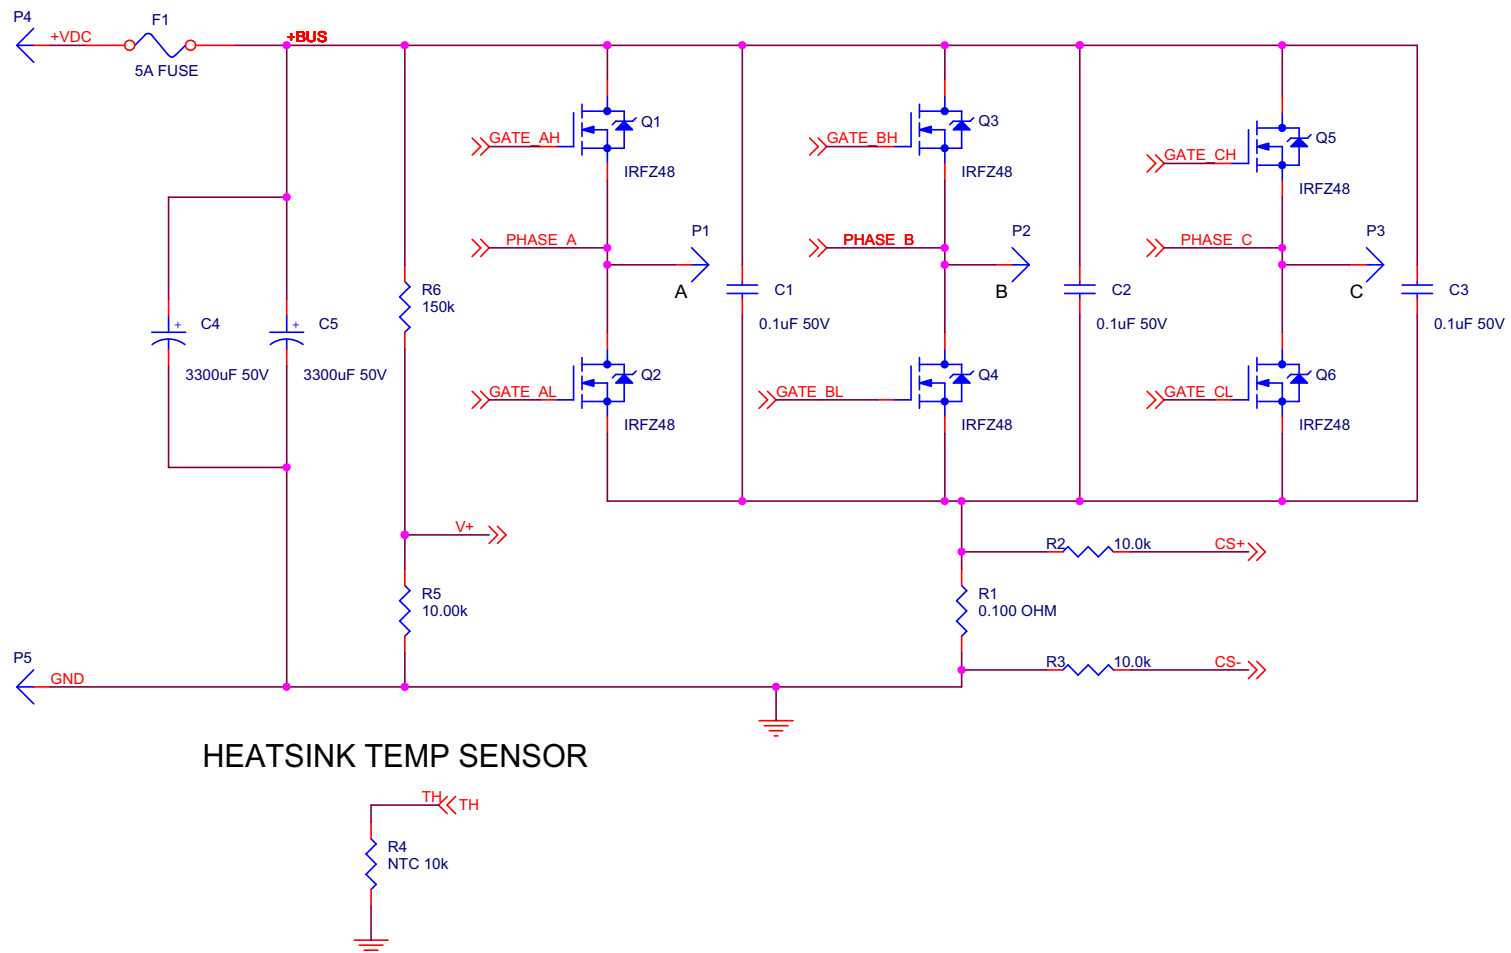 P4
F1
+VDC
+BUS
5A FUSE
GATE_AH
Q1
IRFZ48
GATE_BH
Q3
IRFZ48
GATE_CH
Q5
IRFZ48
PHASE_A
P1
A
PHASE_B
P2
B
PHASE_C
P3
C
R6
150k
C1
0.1uF 50V
C2
0.1uF 50V
C3
0.1uF 50V
+
C4
3300uF 50V
+
C5
3300uF 50V
GATE_AL
Q2
IRFZ48
GATE_BL
Q4
IRFZ48
GATE_CL
Q6
IRFZ48
V+
R2
10.0k
CS+
R5
10.00k
R1
0.100 OHM
R3
10.0k
CS-
P5
GND
HEATSINK TEMP SENSOR
TH
TH
R4
NTC 10k